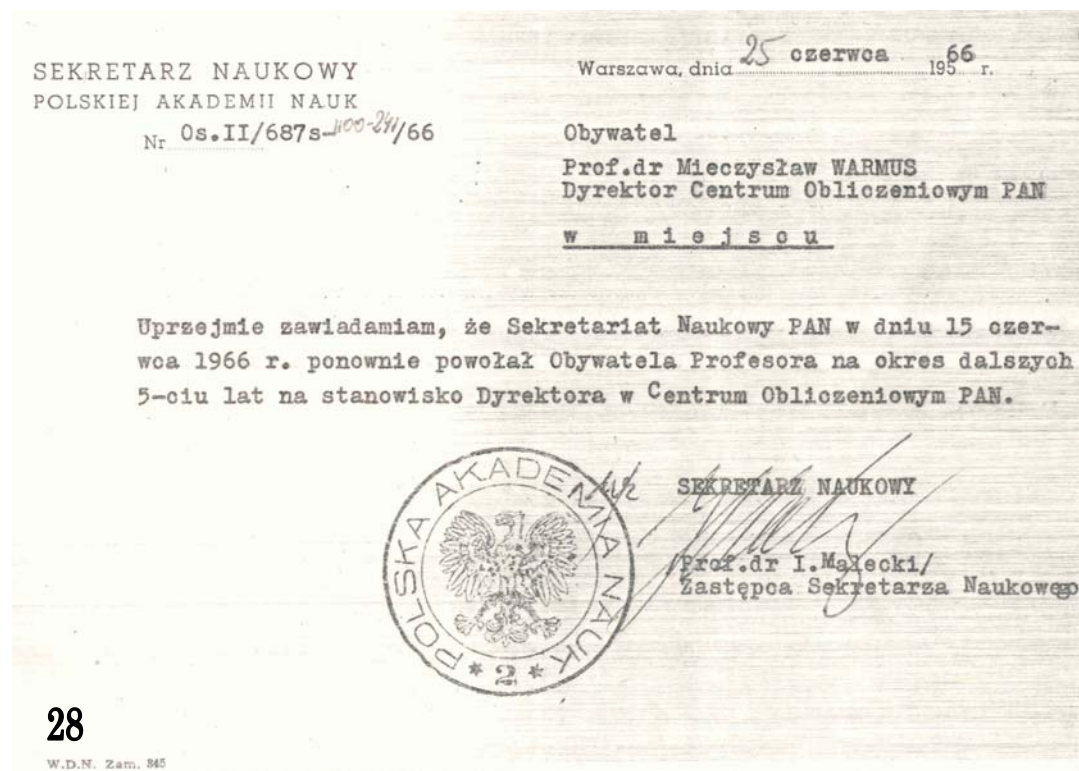 SEKRETARZ NAUKOWY
POLSKIEJ AKADEMII NAUK
Nr Os.II/687s-1100-241/66
Warszawa, dnia 25 czerwca 1966 r.
Obywatel
Prof.dr Mieczysław WARMUS
Dyrektor Centrum Obliczeniowym PAN
w miejscu
Uprzejmie zawiadamiam, że Sekretariat Naukowy PAN w dniu 15 czer-
wca 1966 r. ponownie powołał Obywatela Profesora na okres dalszych
5-ciu lat na stanowisko Dyrektora w Centrum Obliczeniowym PAN.
SEKRETARZ NAUKOWY
/Prof.dr I.Małecki/
Zastępca Sekretarza Naukowego
POLSKA AKADEMIA NAUK * 2 *
28
W.D.N. Zam. 845